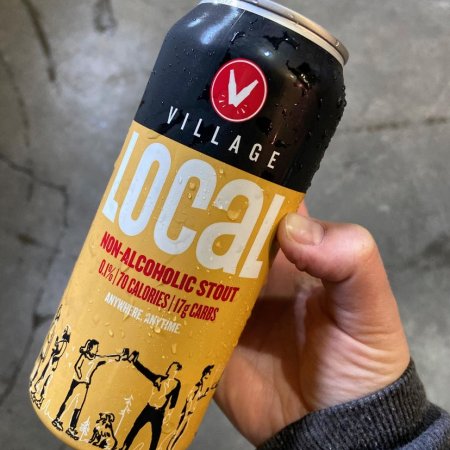 VILLAGE
LOCAL
NON-ALCOHOLIC STOUT
0.1% | 70 CALORIES | 17g CARBS
ANYWHERE, ANYTIME